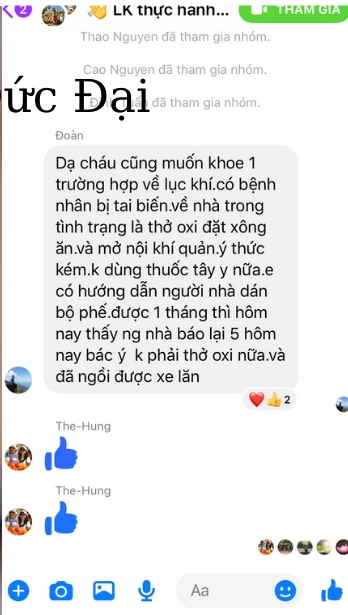 2
LK thực hành...
THAM GIA
Thao Nguyen đã tham gia nhóm.
Cao Nguyen đã tham gia nhóm.
đã tham gia nhóm.
Đức Đại
Đoàn
Dạ cháu cũng muốn khoe 1
trường hợp về lục khí.có bệnh
nhân bị tai biến.về nhà trong
tình trạng là thở oxi đặt xông
ăn.và mở nội khí quản.ý thức
kém.k dùng thuốc tây y nữa.e
có hướng dẫn người nhà dán
bộ phế.được 1 tháng thì hôm
nay thấy ng nhà báo lại 5 hôm
nay bác ý k phải thở oxi nữa.và
đã ngồi được xe lăn
2
The-Hung
The-Hung
Aa